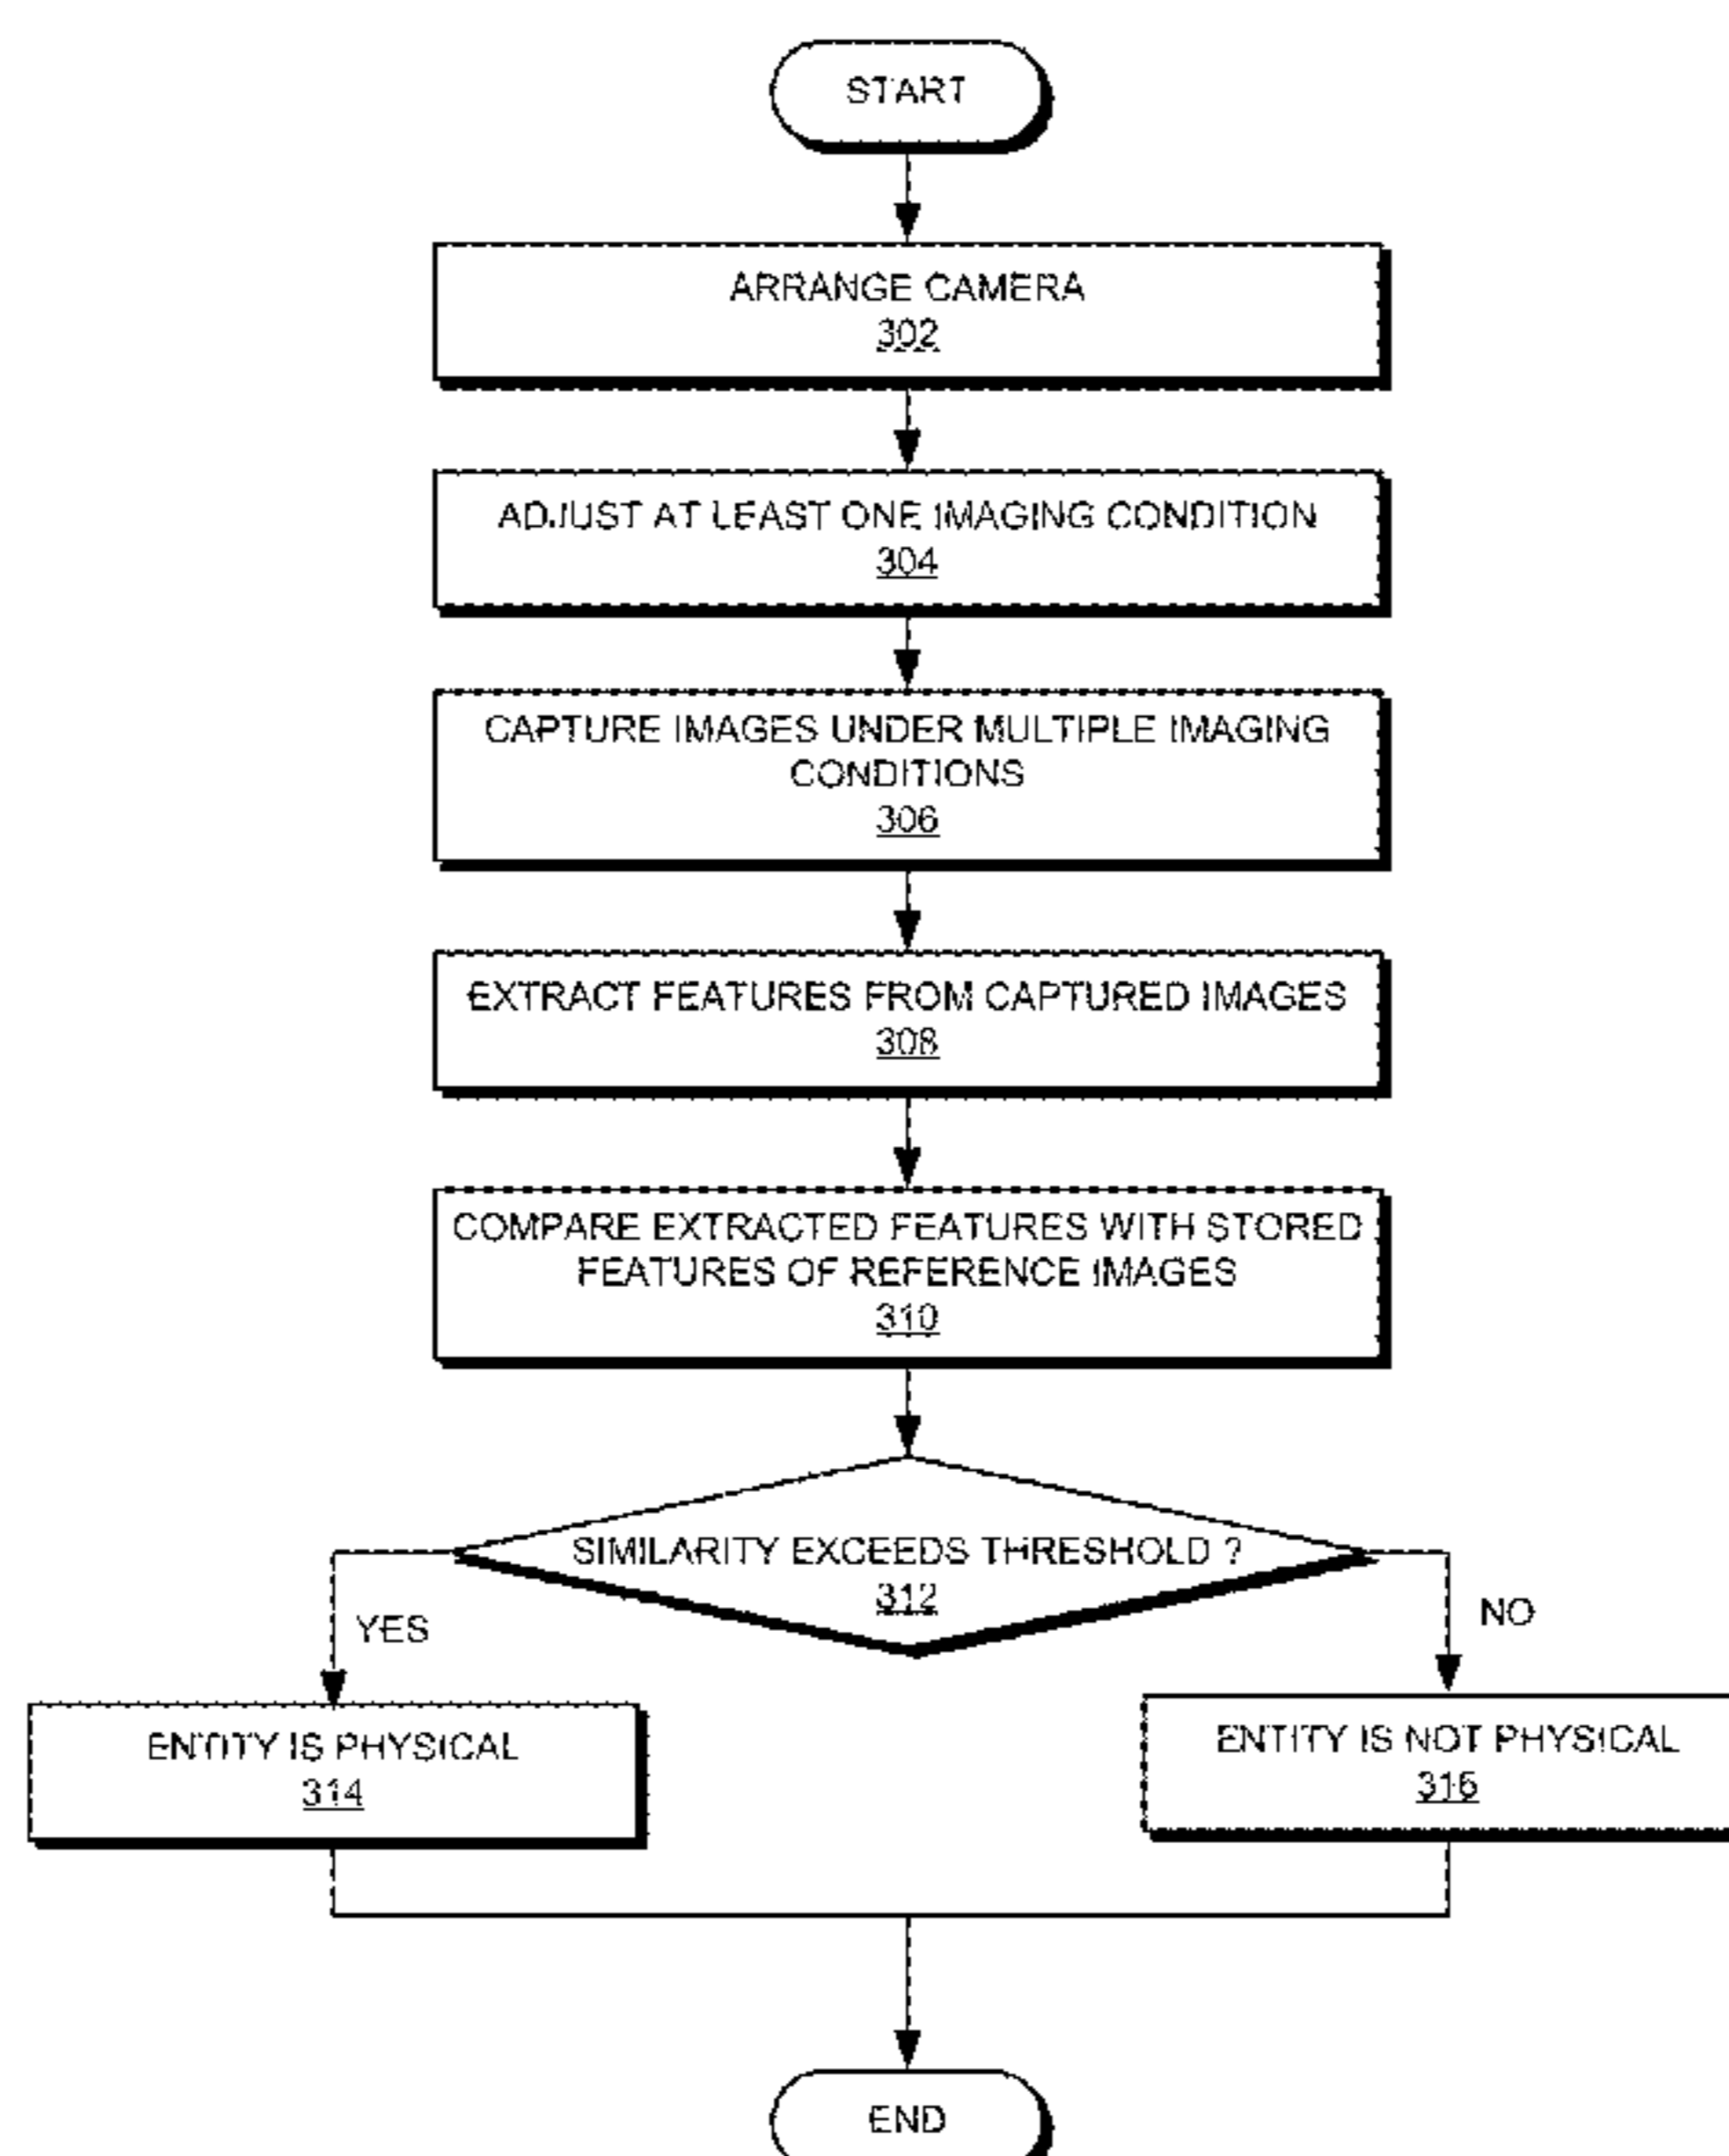 START
ARRANGE CAMERA
302
ADJUST AT LEAST ONE IMAGING CONDITION
304
CAPTURE IMAGES UNDER MULTIPLE IMAGING
CONDITIONS
306
EXTRACT FEATURES FROM CAPTURED IMAGES
308
COMPARE EXTRACTED FEATURES WITH STORED
FEATURES OF REFERENCE IMAGES
310
SIMILARITY EXCEEDS THRESHOLD ?
312
YES
NO
ENTITY IS PHYSICAL
314
ENTITY IS NOT PHYSICAL
316
END